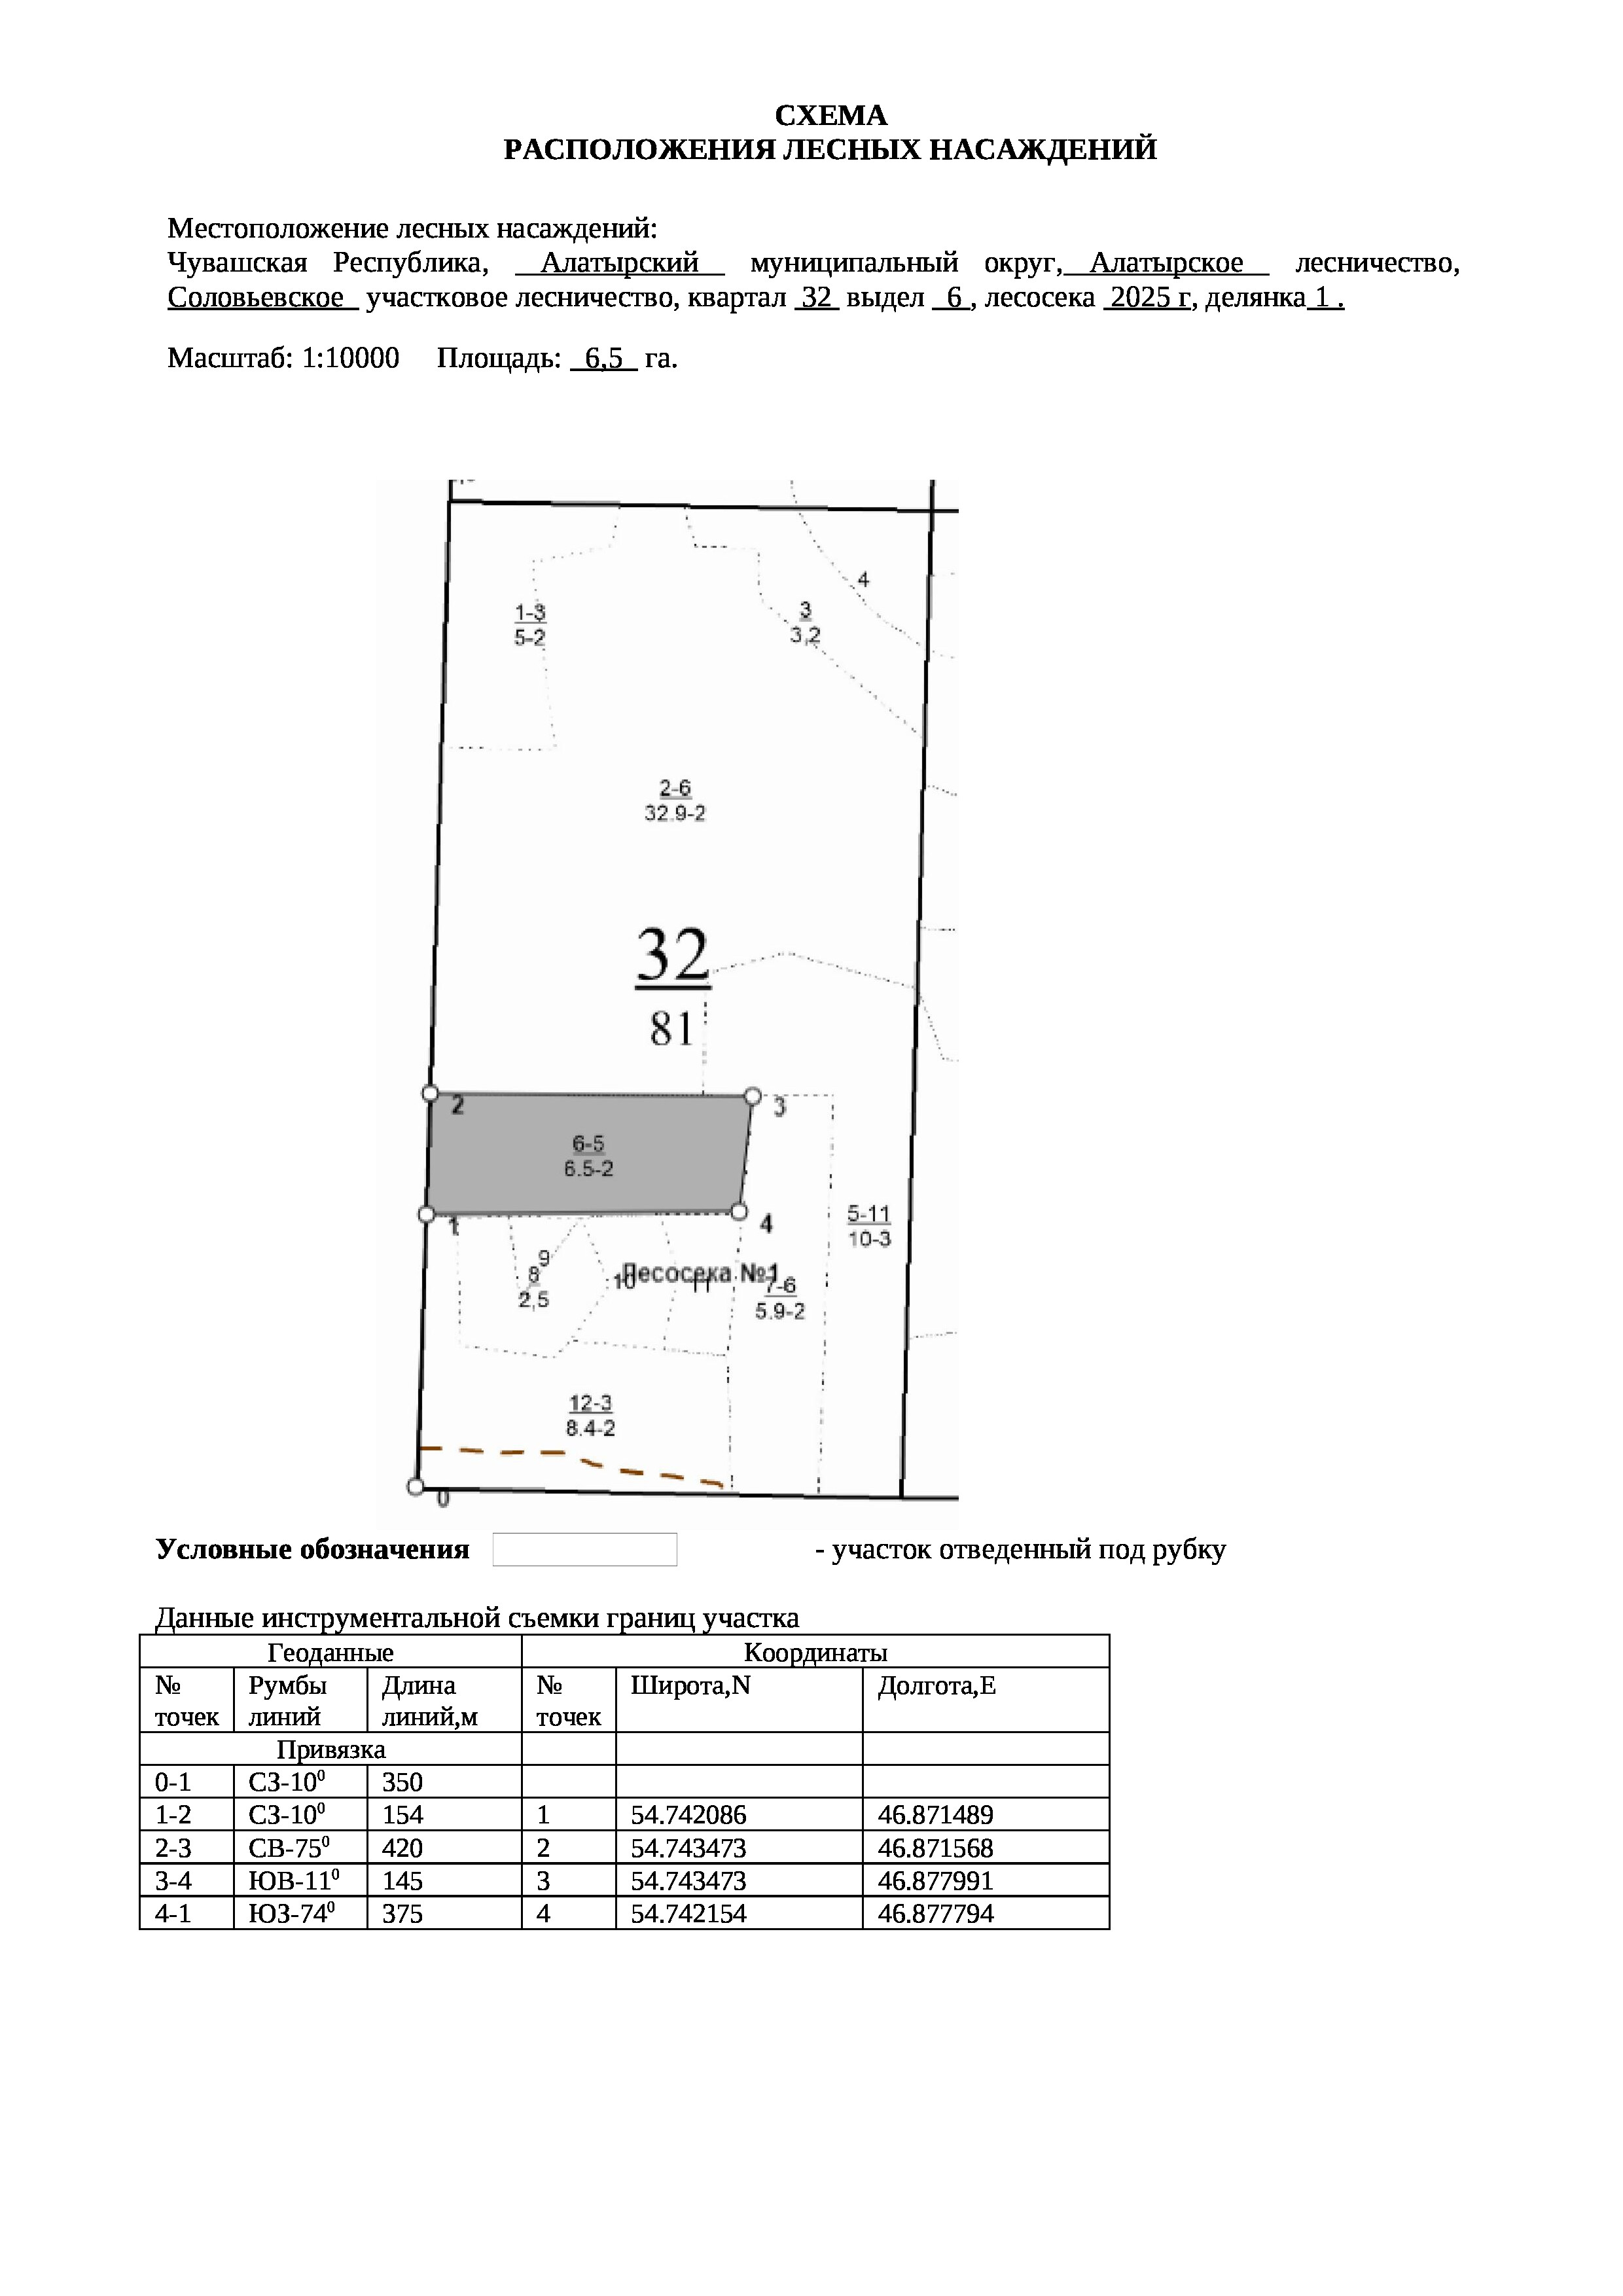 СХЕМА
РАСПОЛОЖЕНИЯ ЛЕСНЫХ НАСАЖДЕНИЙ
Местоположение лесных насаждений:
Чувашская Республика, Алатырский муниципальный округ, Алатырское лесничество,
Соловьевское участковое лесничество, квартал 32 выдел 6 , лесосека 2025 г, делянка 1 .
Масштаб: 1:10000 Площадь: 6,5 га.
4
1-3
5-2
3
3,2
2-6
32.9-2
32
81
2
3
6-5
6.5-2
1
4
5-11
10-3
9
8
2,5
10
Лесосека №1
11
7-6
5.9-2
12-3
8.4-2
0
Условные обозначения - участок отведенный под рубку
Данные инструментальной съемки границ участка
Геоданные Координаты
№ точек Румбы линий Длина линий,м № точек Широта,N Долгота,E
Привязка
0-1 СЗ-10⁰ 350
1-2 СЗ-10⁰ 154 1 54.742086 46.871489
2-3 СВ-75⁰ 420 2 54.743473 46.871568
3-4 ЮВ-11⁰ 145 3 54.743473 46.877991
4-1 ЮЗ-74⁰ 375 4 54.742154 46.877794